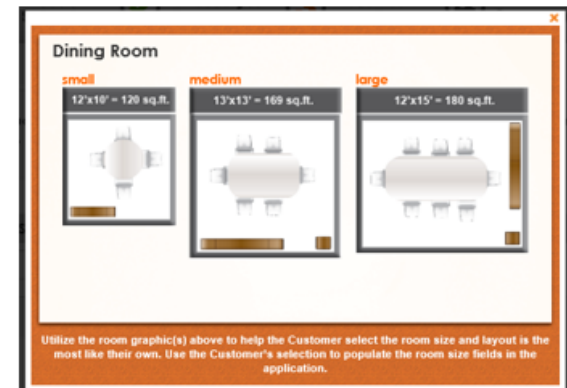 ×
Dining Room
small
medium
large
12'x10' = 120 sq.ft.
13'x13' = 169 sq.ft.
12'x15' = 180 sq.ft.
Utilize the room graphic(s) above to help the Customer select the room size and layout is the
most like their own. Use the Customer's selection to populate the room size fields in the
application.